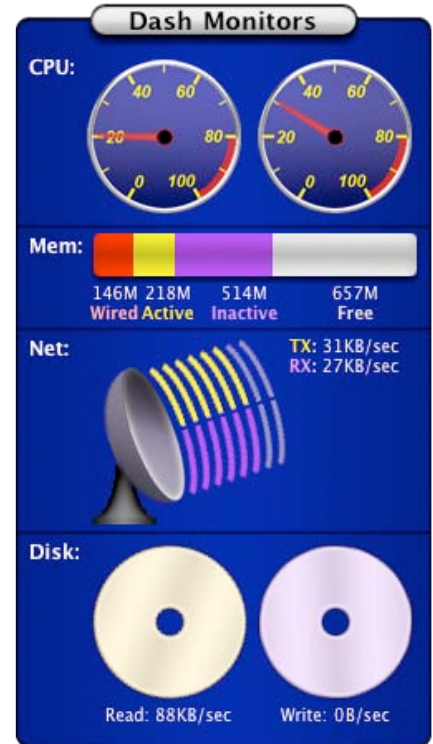 Dash Monitors
CPU:
40 60
20 80
0 100
40 60
20 80
0 100
Mem:
146M 218M 514M 657M
Wired Active Inactive Free
Net:
TX: 31KB/sec
RX: 27KB/sec
Disk:
Read: 88KB/sec Write: 0B/sec